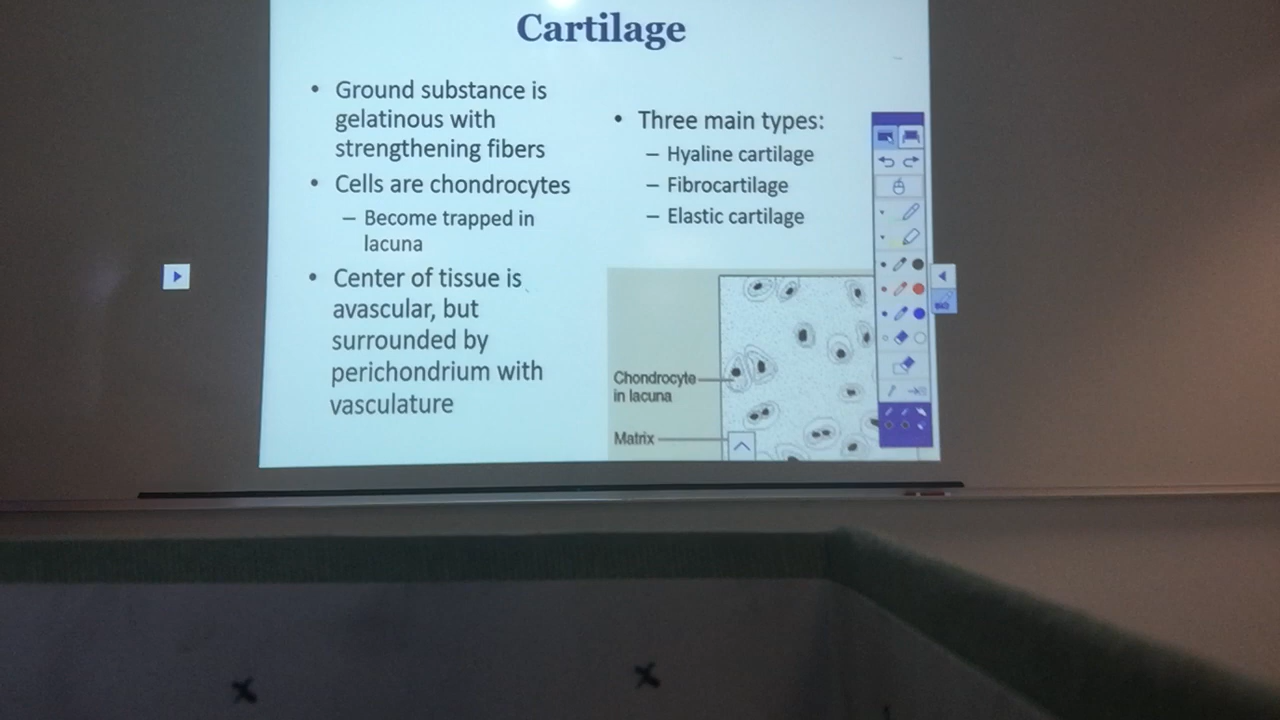 Cartilage
• Ground substance is
gelatinous with
strengthening fibers
• Cells are chondrocytes
– Become trapped in
lacuna
• Center of tissue is
avascular, but
surrounded by
perichondrium with
vasculature
• Three main types:
– Hyaline cartilage
– Fibrocartilage
– Elastic cartilage
Chondrocyte
in lacuna
Matrix